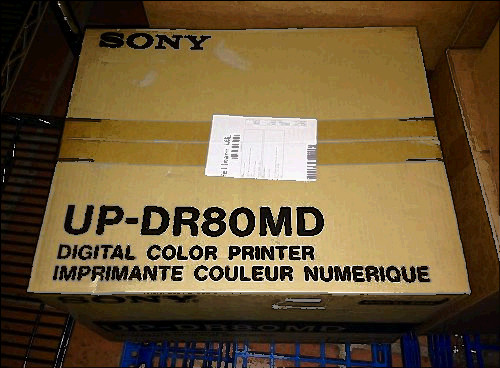 SONY
UP-DR80MD
DIGITAL COLOR PRINTER
IMPRIMANTE COULEUR NUMERIQUE
SONY
UP-DR80MD